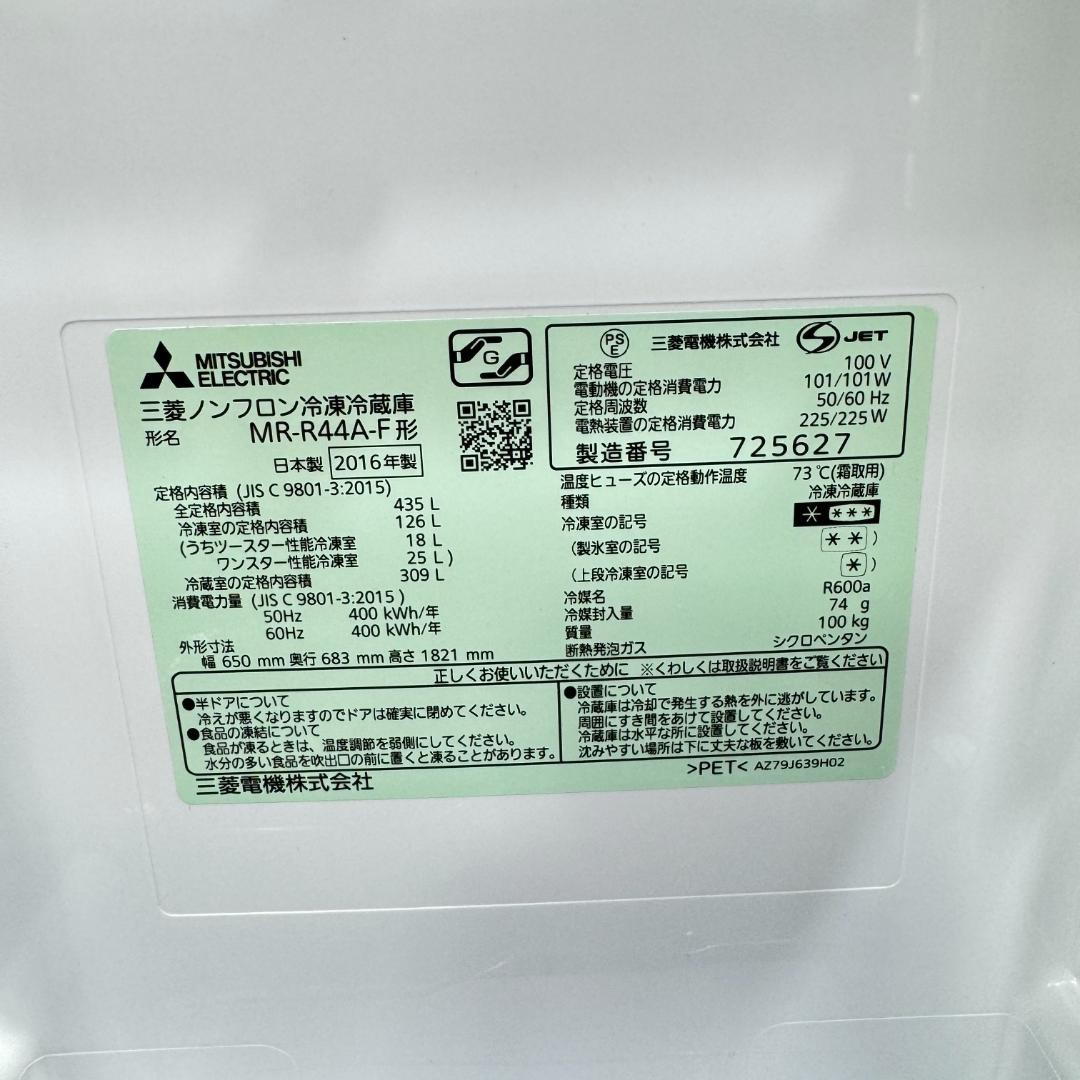 MITSUBISHI
ELECTRIC
G
三菱ノンフロン冷凍冷蔵庫
形名 MR-R44A-F形
日本製 2016年製
PS
E
三菱電機株式会社 S JET
定格電圧 100 V
電動機の定格消費電力 101/101W
定格周波数 50/60 Hz
電熱装置の定格消費電力 225/225W
製造番号 725627
定格内容積 (JIS C 9801-3:2015)
全定格内容積 435 L
冷凍室の定格内容積 126 L
(うちツースター性能冷凍室 18 L
ワンスター性能冷凍室 25 L)
冷蔵室の定格内容積 309 L
消費電力量 (JIS C 9801-3:2015)
50Hz 400 kWh/年
60Hz 400 kWh/年
外形寸法
幅 650 mm 奥行 683 mm 高さ 1821 mm
温度ヒューズの定格動作温度 73℃(霜取用)
種類 冷凍冷蔵庫
冷凍室の記号 * ***
(製氷室の記号 ** )
(上段冷凍室の記号 * )
冷媒名 R600a
冷媒封入量 74 g
質量 100 kg
断熱発泡ガス シクロペンタン
正しくお使いいただくために ※くわしくは取扱説明書をご覧ください
●半ドアについて
冷えが悪くなりますのでドアは確実に閉めてください。
●食品の凍結について
食品が凍るときは、温度調節を弱側にしてください。
水分の多い食品を吹出口の前に置くと凍ることがあります。
●設置について
冷蔵庫は冷却で発生する熱を外に逃がしています。
周囲にすき間をあけて設置してください。
冷蔵庫は水平な所に設置してください。
沈みやすい場所は下に丈夫な板を敷いてください。
三菱電機株式会社
>PET< AZ79J639H02